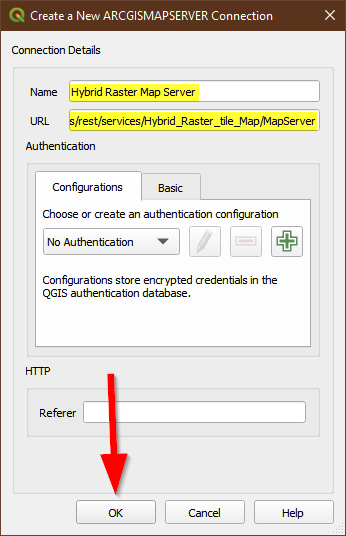 Create a New ARCGISMAPSERVER Connection
Connection Details
Name Hybrid Raster Map Server
URL s/rest/services/Hybrid_Raster_tile_Map/MapServer
Authentication
Configurations Basic
Choose or create an authentication configuration
No Authentication
Configurations store encrypted credentials in the
QGIS authentication database.
HTTP
Referer
OK Cancel Help